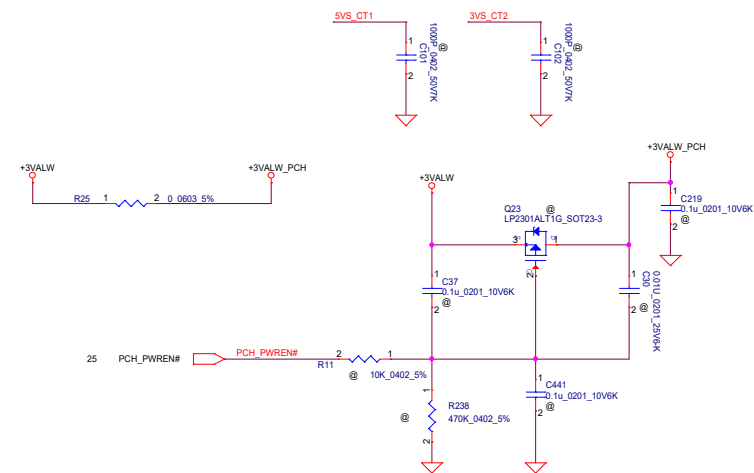 5VS_CT1
3VS_CT2
1
2
@
C101
1000P_0402_50V7K
1
2
@
C102
1000P_0402_50V7K
+3VALW
+3VALW_PCH
R25
1
2
0_0603_5%
+3VALW
+3VALW_PCH
Q23
@
LP2301ALT1G_SOT23-3
3
1
2
S
D
G
1
C219
0.1u_0201_10V6K
@
2
1
C37
0.1u_0201_10V6K
2
@
1
2
@
C30
0.01U_0201_25V6-K
25
PCH_PWREN#
PCH_PWREN#
2
1
R11
@
10K_0402_5%
1
R238
@
470K_0402_5%
2
1
C441
0.1u_0201_10V6K
2
@